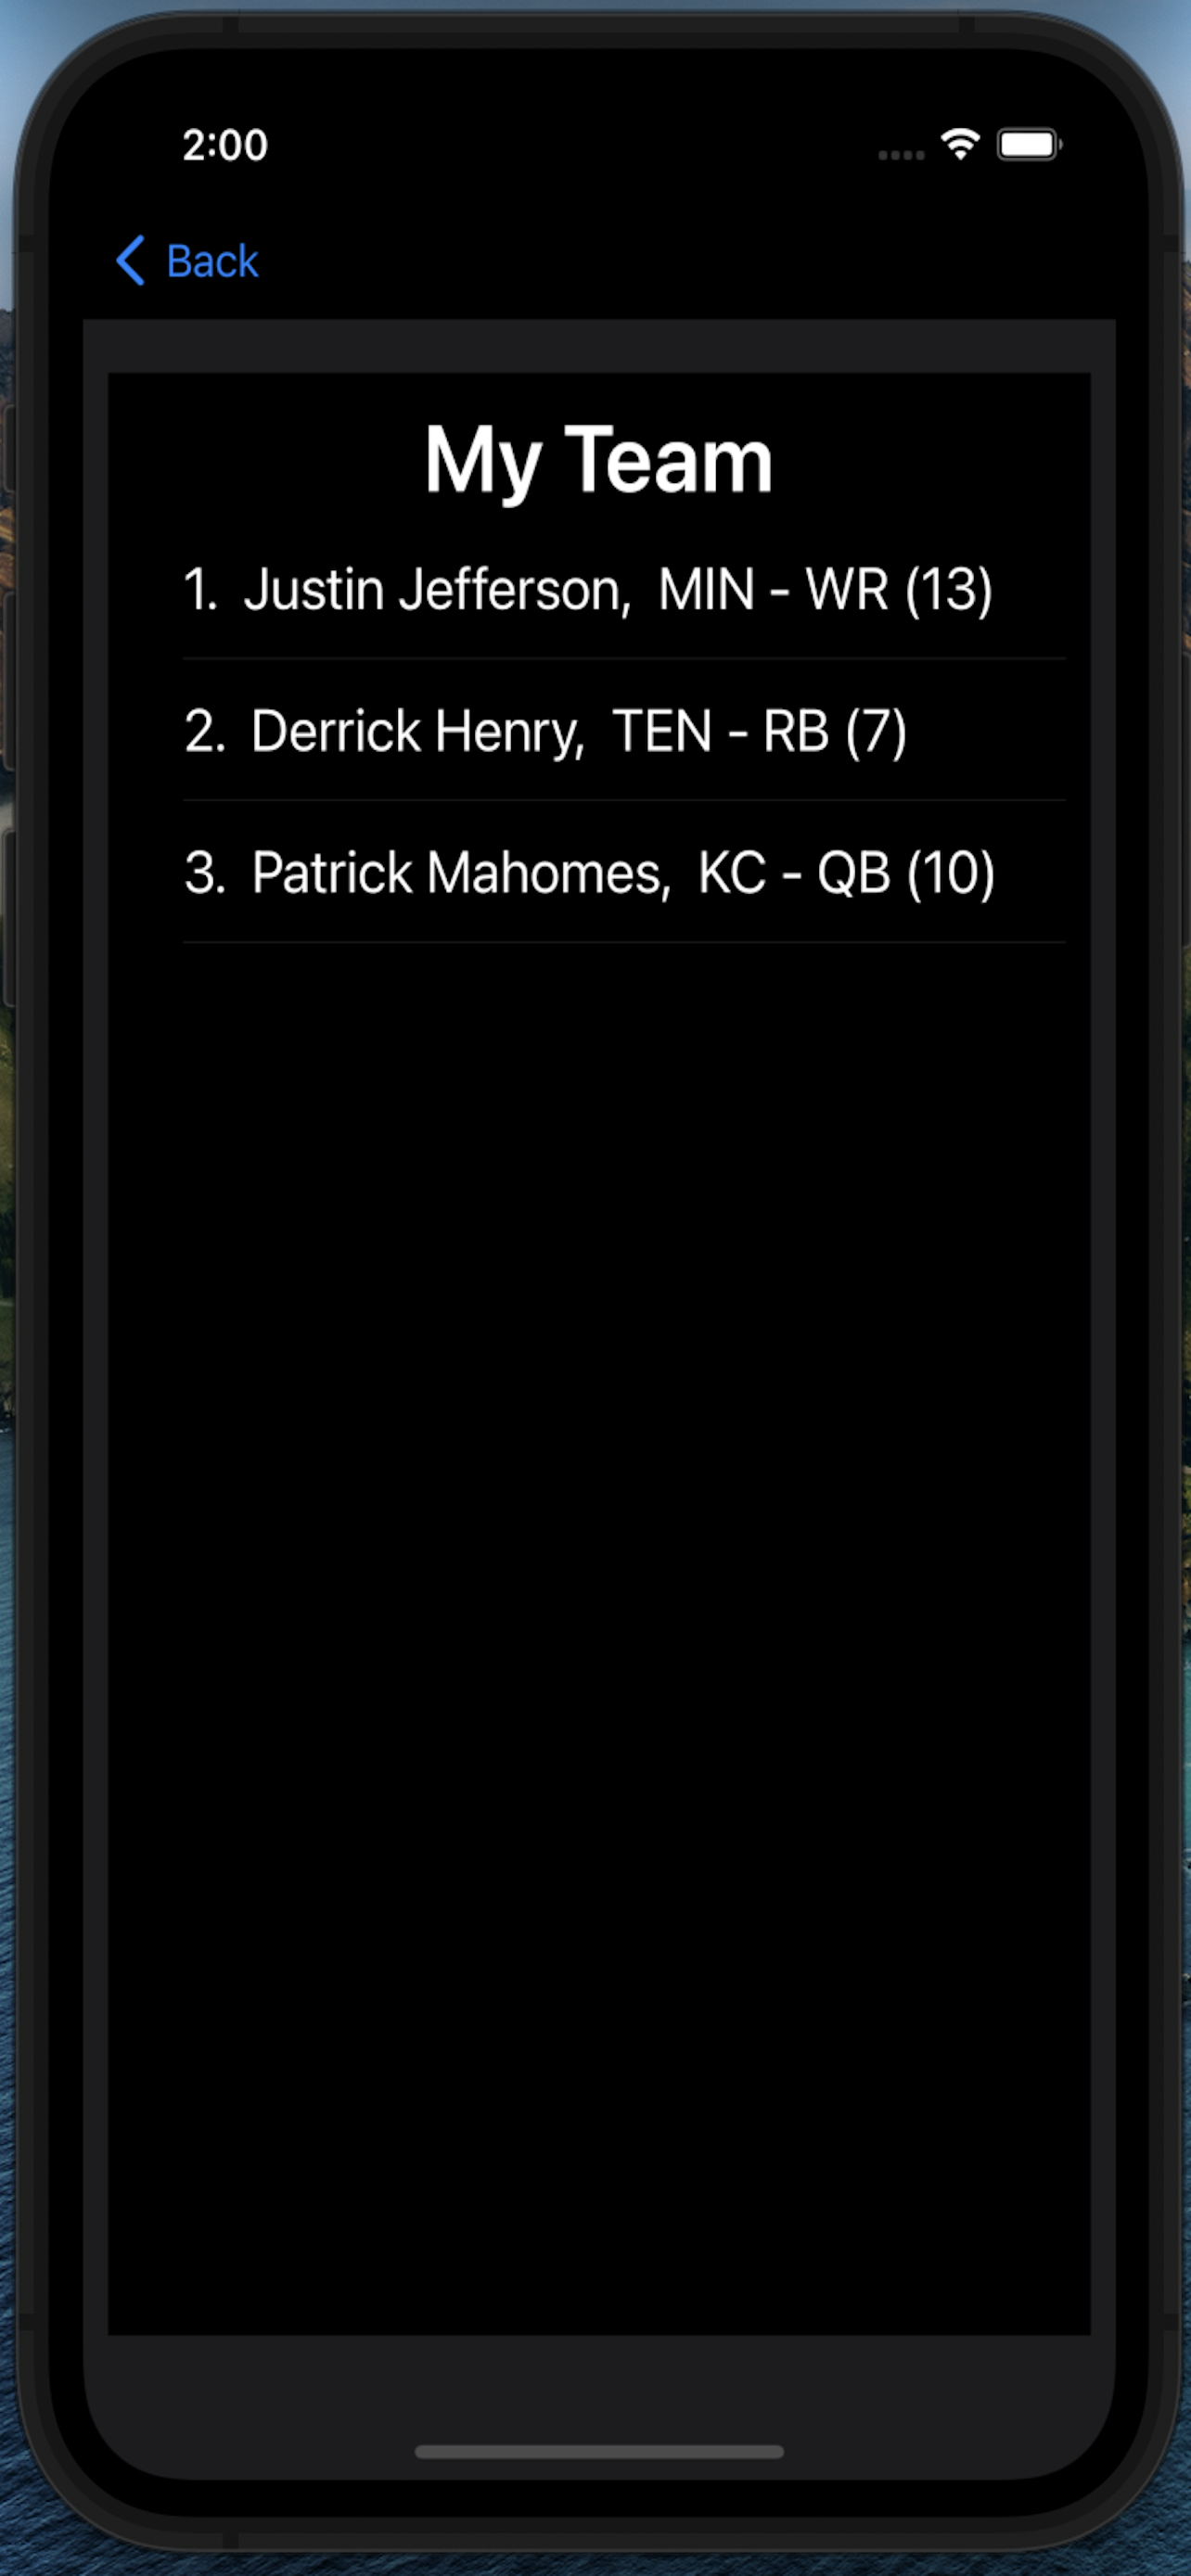 2:00
Back
My Team
1. Justin Jefferson, MIN - WR (13)
2. Derrick Henry, TEN - RB (7)
3. Patrick Mahomes, KC - QB (10)